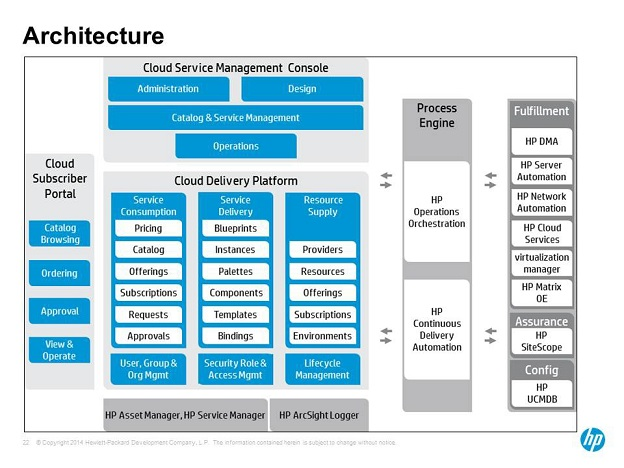 Architecture
Cloud Service Management Console
Administration
Design
Catalog & Service Management
Operations
Cloud
Subscriber
Portal
Catalog
Browsing
Ordering
Approval
View &
Operate
Cloud Delivery Platform
Service
Consumption
Pricing
Catalog
Offerings
Subscriptions
Requests
Approvals
User, Group &
Org Mgmt
Service
Delivery
Blueprints
Instances
Palettes
Components
Templates
Bindings
Security Role &
Access Mgmt
Resource
Supply
Providers
Resources
Offerings
Subscriptions
Environments
Lifecycle
Management
HP Asset Manager, HP Service Manager
HP ArcSight Logger
Process
Engine
HP
Operations
Orchestration
HP
Continuous
Delivery
Automation
Fulfillment
HP DMA
HP Server
Automation
HP Network
Automation
HP Cloud
Services
virtualization
manager
HP Matrix
OE
Assurance
HP
SiteScope
Config
HP
UCMDB
22 © Copyright 2014 Hewlett-Packard Development Company, L.P. The information contained herein is subject to change without notice.
hp